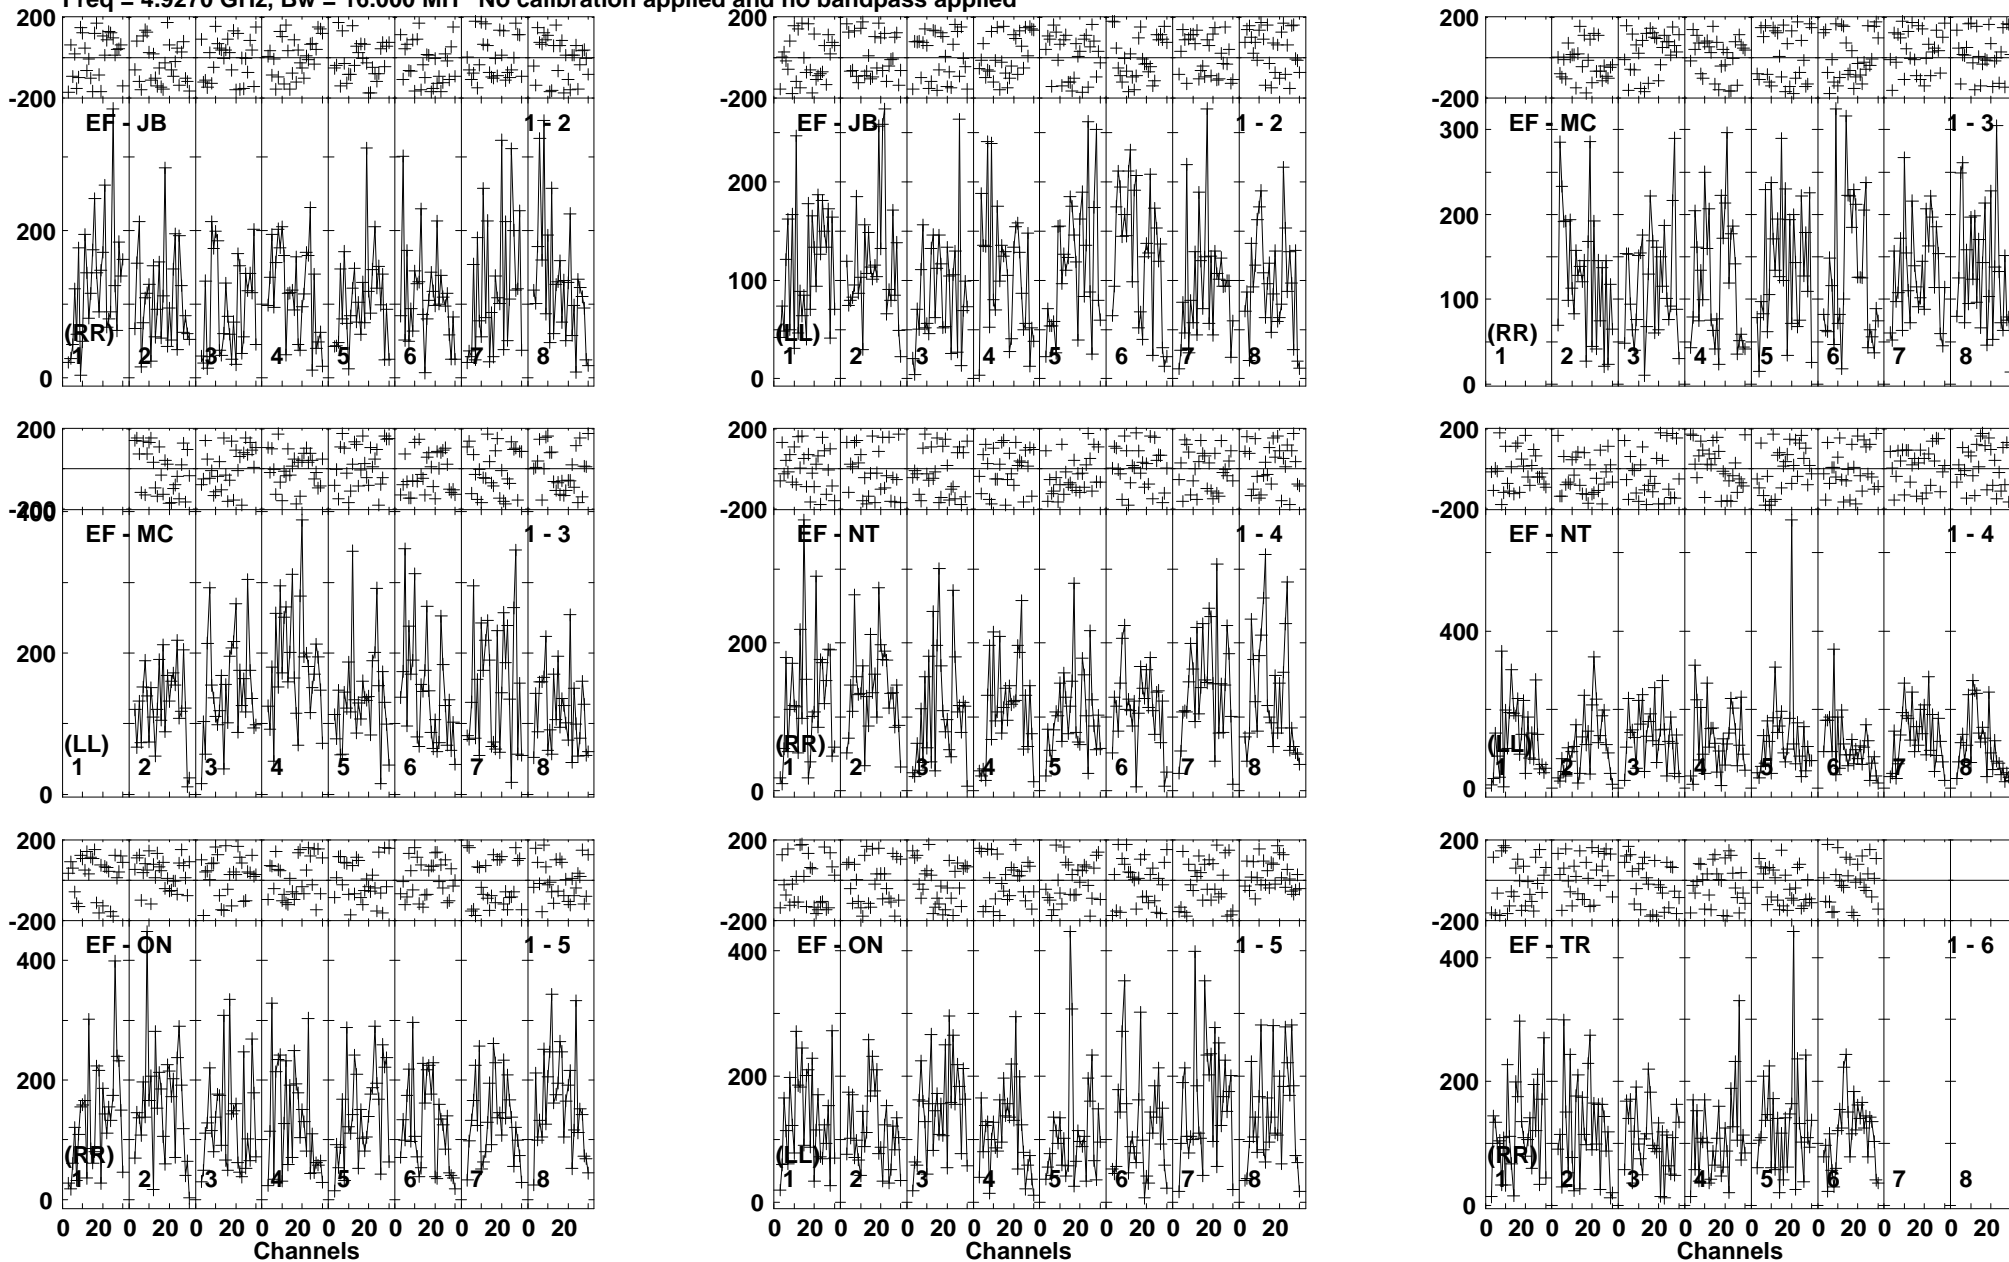 Freq = 4.9270 GHz, Bw = 16.000 MH No calibration applied and no bandpass applied
200 200 200
-200 -200 -200
EF - JB 1 - 2 EF - JB 1 - 2 EF - MC 1 - 3
300
200 200 200
100 100
(RR) (LL) (RR)
1 2 3 4 5 6 7 8 1 2 3 4 5 6 7 8 1 2 3 4 5 6 7 8
0 0 0
200 200 200
-200 -200 -200
400
EF - MC 1 - 3 EF - NT 1 - 4 EF - NT 1 - 4
200 200 400
(LL) (RR) (LL)
1 2 3 4 5 6 7 8 1 2 3 4 5 6 7 8 1 2 3 4 5 6 7 8
0 0 0
200 200 200
-200 -200 -200
EF - ON 1 - 5 EF - ON 1 - 5 EF - TR 1 - 6
400 400 400
200 200 200
(RR) (LL) (RR)
1 2 3 4 5 6 7 8 1 2 3 4 5 6 7 8 1 2 3 4 5 6 7 8
0 0 0
0 20 0 20 0 20 0 20 0 20 0 20 0 20 0 20 0 20 0 20 0 20 0 20 0 20 0 20 0 20 0 20 0 20 0 20 0 20 0 20 0 20 0 20 0 20 0 20
Channels Channels Channels